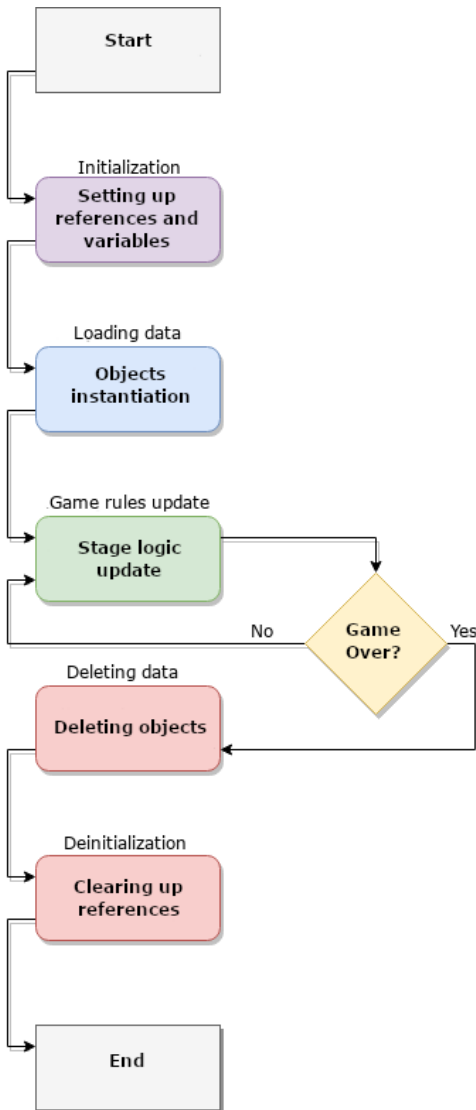 Start
Initialization
Setting up
references and
variables
Loading data
Objects
instantiation
Game rules update
Stage logic
update
Game
Over?
No
Yes
Deleting data
Deleting objects
Deinitialization
Clearing up
references
End